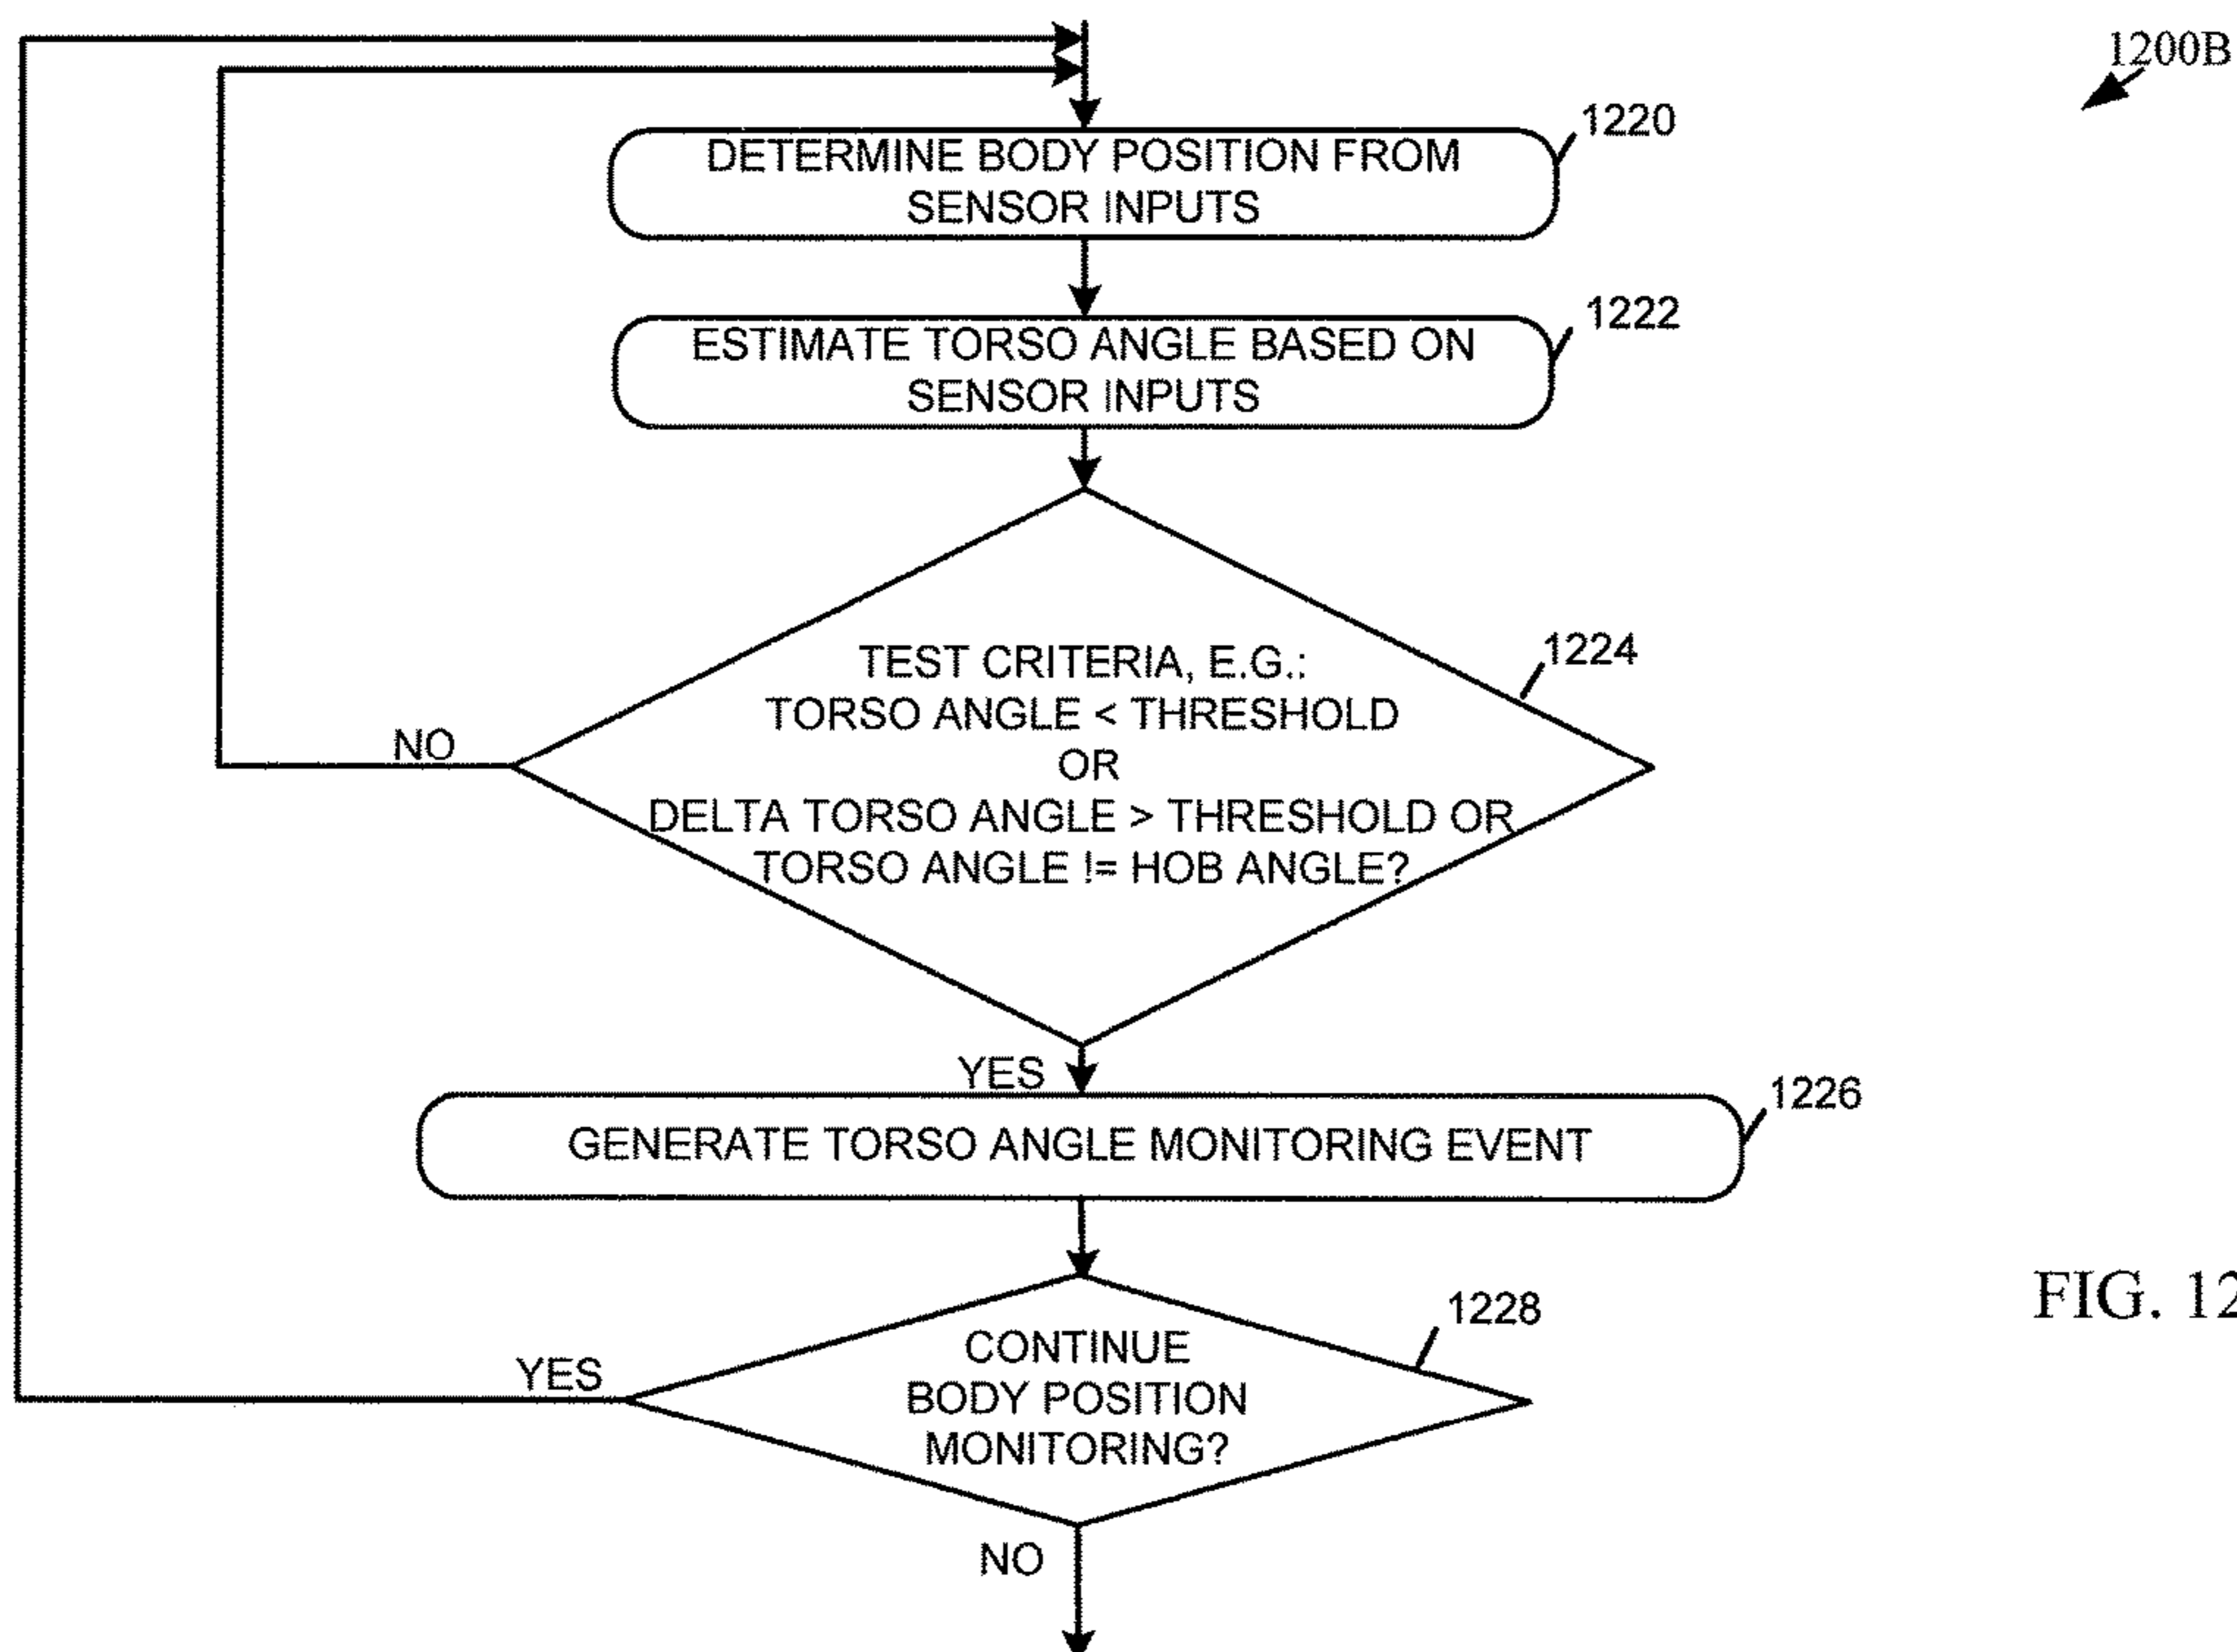 1200B
1220
DETERMINE BODY POSITION FROM
SENSOR INPUTS
1222
ESTIMATE TORSO ANGLE BASED ON
SENSOR INPUTS
1224
TEST CRITERIA, E.G.:
TORSO ANGLE < THRESHOLD
OR
DELTA TORSO ANGLE > THRESHOLD OR
TORSO ANGLE != HOB ANGLE?
NO
YES
1226
GENERATE TORSO ANGLE MONITORING EVENT
1228
CONTINUE
BODY POSITION
MONITORING?
YES
NO
FIG. 12